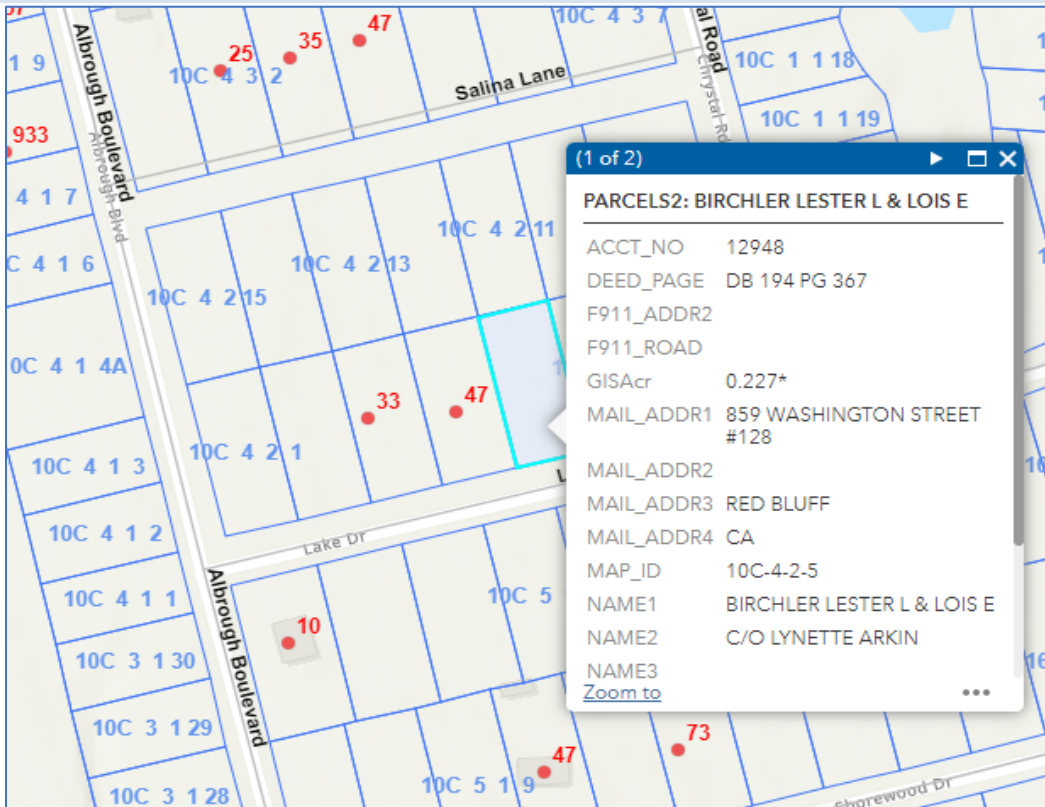 47
10C 4 3 7
35
25
10C 4 3 2
1 9
Albrough Boulevard
Albrough Blvd
Salina Lane
Chrystal Rd
10C 1 1 18
10C 1 1 19
933
4 1 7
C 4 1 6
0C 4 1 4A
10C 4 2 11
10C 4 2 13
10C 4 2 15
33
47
10C 4 2 1
10C 4 1 3
10C 4 1 2
10C 4 1 1
10C 3 1 30
10C 3 1 29
10C 3 1 28
Lake Dr
Albrough Boulevard
10
10C 5
47
73
10C 5 1 9
Shorewood Dr
(1 of 2)
PARCELS2: BIRCHLER LESTER L & LOIS E
ACCT_NO 12948
DEED_PAGE DB 194 PG 367
F911_ADDR2
F911_ROAD
GISAcr 0.227*
MAIL_ADDR1 859 WASHINGTON STREET
#128
MAIL_ADDR2
MAIL_ADDR3 RED BLUFF
MAIL_ADDR4 CA
MAP_ID 10C-4-2-5
NAME1 BIRCHLER LESTER L & LOIS E
NAME2 C/O LYNETTE ARKIN
NAME3
Zoom to